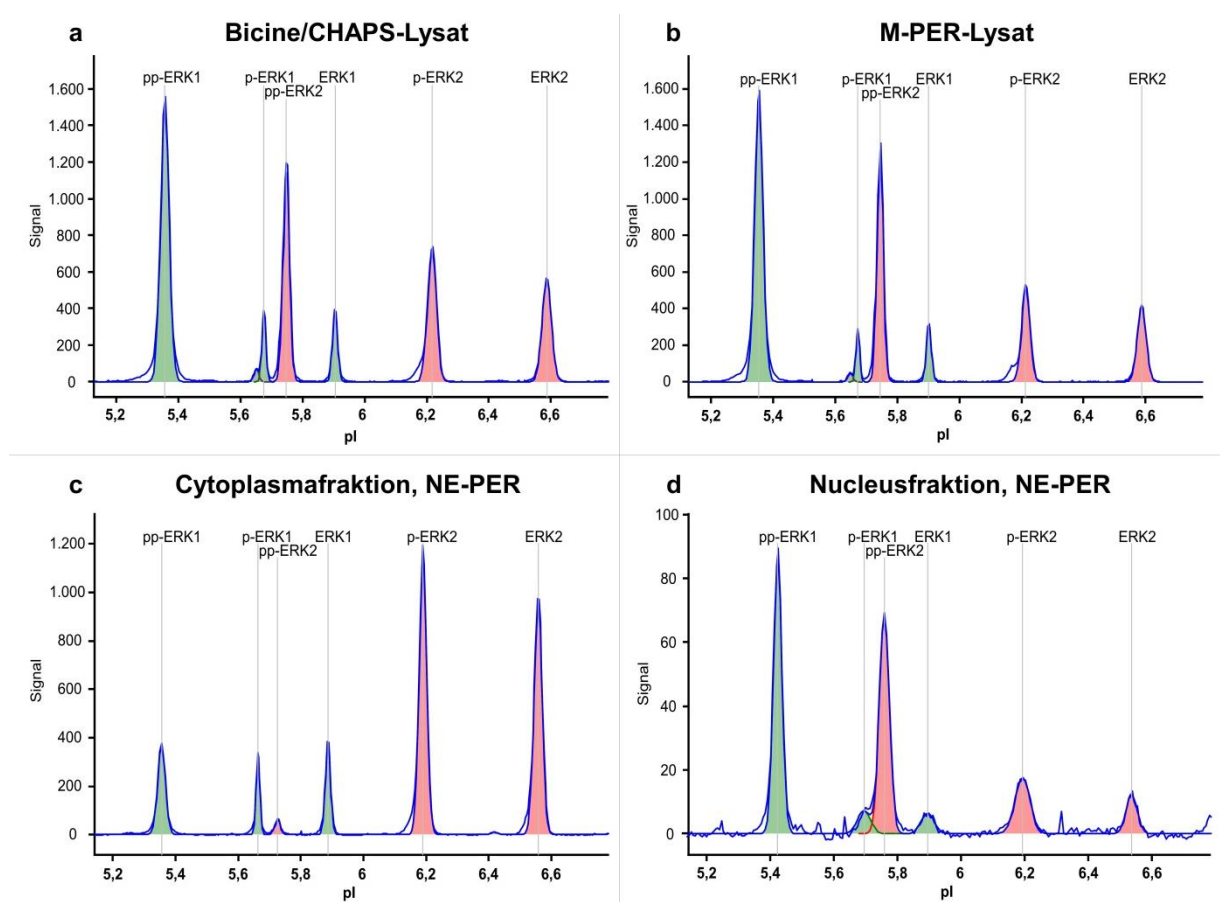 a Bicine/CHAPS-Lysat
pp-ERK1 p-ERK1 ERK1 p-ERK2 ERK2
pp-ERK2
1.600
1.400
1.200
1.000
800
600
400
200
0
Signal
5,2 5,4 5,6 5,8 6 6,2 6,4 6,6
pI
b M-PER-Lysat
pp-ERK1 p-ERK1 ERK1 p-ERK2 ERK2
pp-ERK2
1.600
1.400
1.200
1.000
800
600
400
200
0
Signal
5,2 5,4 5,6 5,8 6 6,2 6,4 6,6
pI
c Cytoplasmafraktion, NE-PER
pp-ERK1 p-ERK1 ERK1 p-ERK2 ERK2
pp-ERK2
1.200
1.000
800
600
400
200
0
Signal
5,2 5,4 5,6 5,8 6 6,2 6,4 6,6
pI
d Nucleusfraktion, NE-PER
100
pp-ERK1 p-ERK1 ERK1 p-ERK2 ERK2
pp-ERK2
80
60
40
20
0
Signal
5,2 5,4 5,6 5,8 6 6,2 6,4 6,6
pI